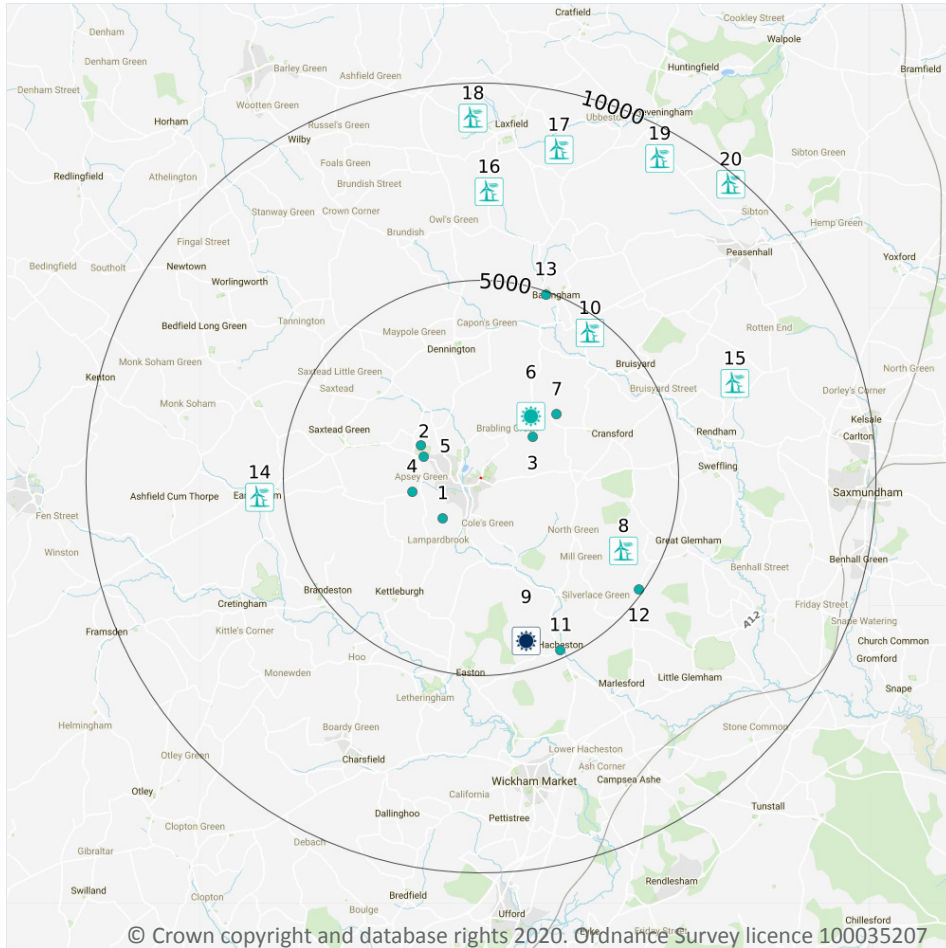 Cratfield
Cookley Street
Denham
Walpole
Denham Green
Barley Green
Huntingfield
Bramfield
Ashfield Green
Denham Street
18
10000
Wootten Green
Horham
Laxfield
17
Russel's Green
Wilby
19
20
Foals Green
16
Sibton Green
Redlingfield
Athelington
Brundish Street
Stanway Green
Crown Corner
Sibton
Owl's Green
Hemp Green
Brundish
Fingal Street
Peasenhall
Yoxford
Bedingfield
Southolt
Newtown
13
Worlingworth
5000
10
Tannington
Capon's Green
Bedfield Long Green
Maypole Green
Rotten End
Dennington
15
Monk Soham Green
Saxtead Little Green
6
Bruisyard
North Green
Kenton
Saxtead
7
Bruisyard Street
Dorley's Corner
Monk Soham
Kelsale
Saxtead Green
2
Cransford
Rendham
Carlton
5
3
4
Apsey Green
Sweffling
14
1
Ashfield Cum Thorpe
Saxmundham
Fen Street
Cole's Green
8
Lampardbrook
North Green
Great Glemham
Winston
Mill Green
Benhall Green
Benhall Street
Brandeston
Kettleburgh
9
Silverlace Green
Cretingham
12
Friday Street
A12
Snape Watering
Framsden
Kittle's Corner
11
Church Common
Hacheston
Hoo
Gromford
Monewden
Easton
Little Glemham
Marlesford
Snape
Letheringham
Helmingham
Boardy Green
Stone Common
Otley Green
Lower Hacheston
Charsfield
Ash Corner
Wickham Market
Campsea Ashe
Otley
California
Tunstall
Dallinghoo
Pettistree
Clopton Green
Debach
Gibraltar
Rendlesham
Swilland
Clopton
Bredfield
Boulge
Ufford
Chillesford
Eyke
© Crown copyright and database rights 2020. Ordnance Survey licence 100035207